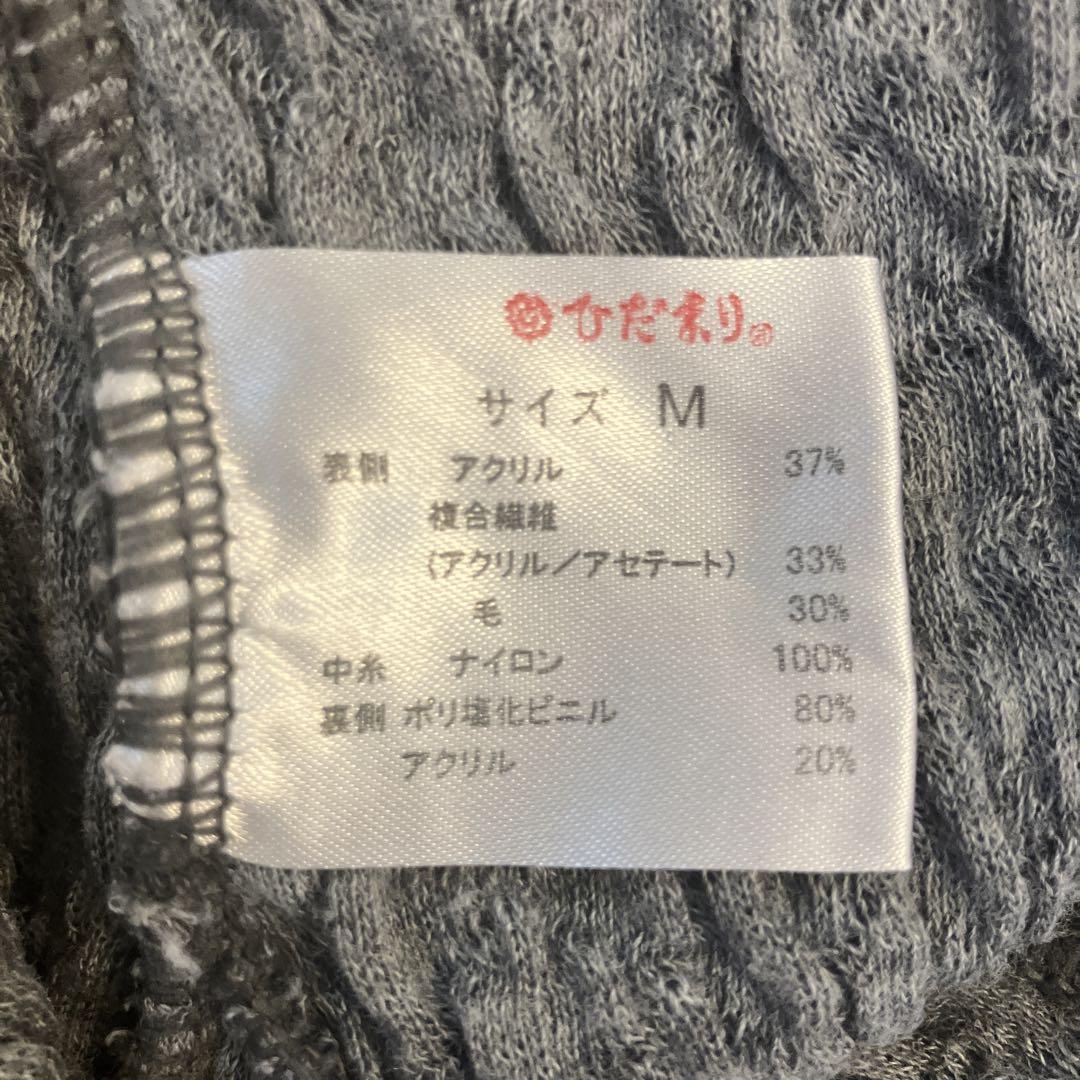 ひだまり
サイズ M
表側 アクリル 37%
複合繊維
(アクリル/アセテート) 33%
毛 30%
中糸 ナイロン 100%
裏側 ポリ塩化ビニル 80%
アクリル 20%